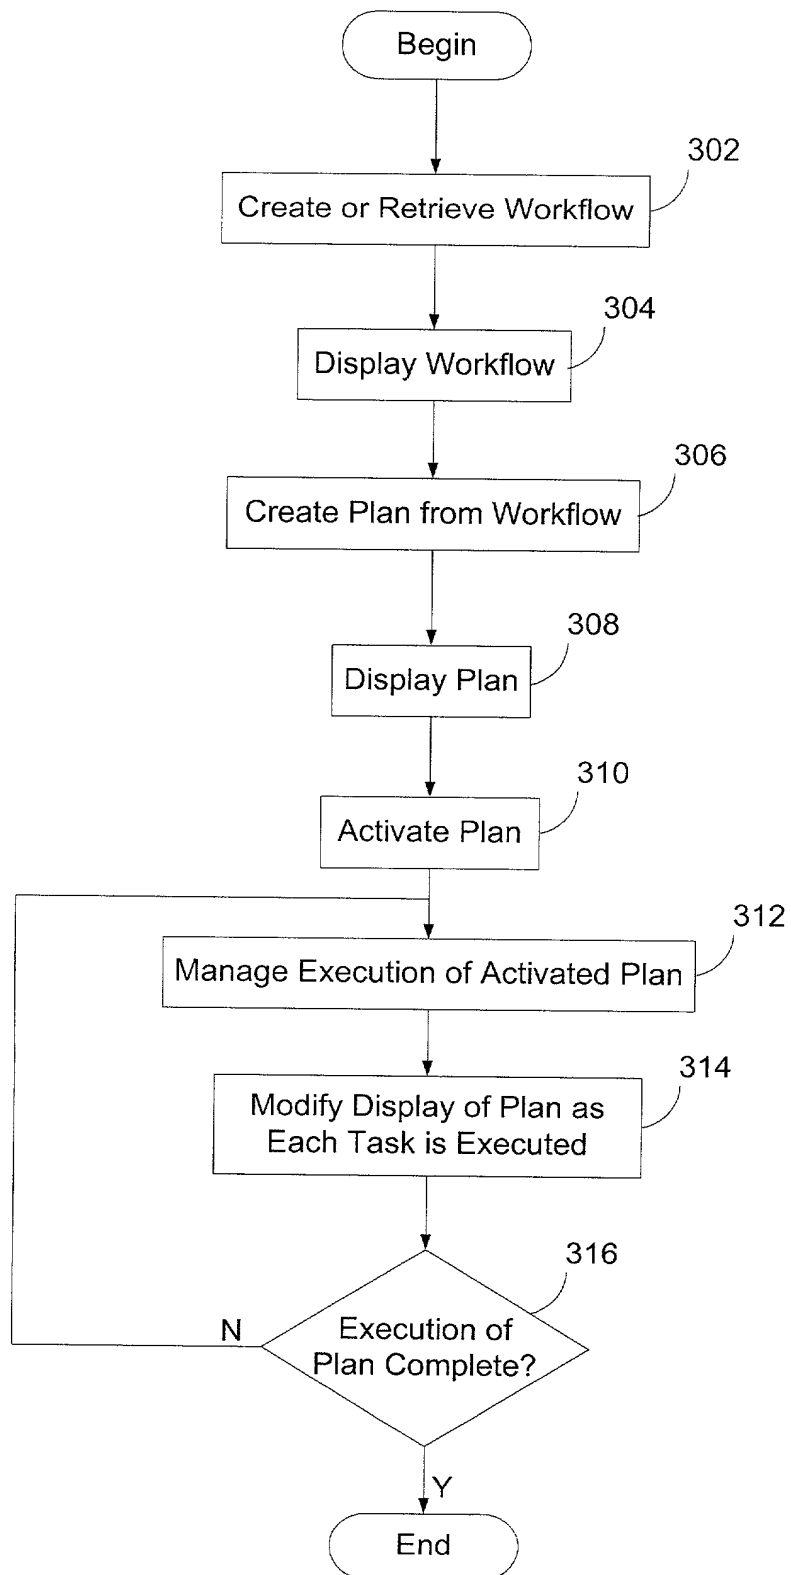 Begin
302
Create or Retrieve Workflow
304
Display Workflow
306
Create Plan from Workflow
308
Display Plan
310
Activate Plan
312
Manage Execution of Activated Plan
314
Modify Display of Plan as
Each Task is Executed
316
N
Execution of
Plan Complete?
Y
End